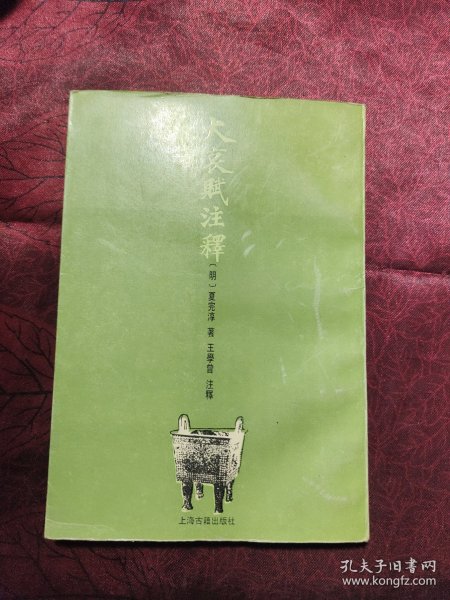 大哀賦注釋
〔明〕夏完淳 著 王學曾 注釋
上海古籍出版社
孔夫子旧书网
www.kongfz.com